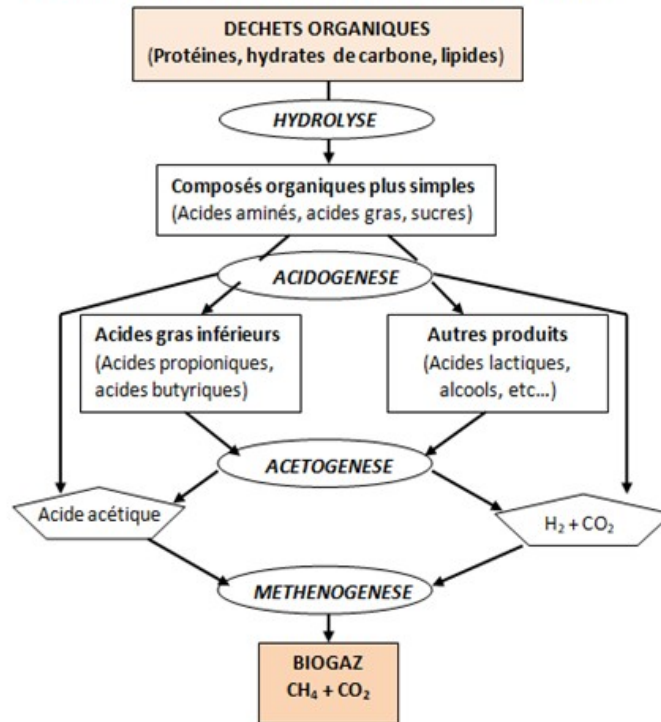 DECHETS ORGANIQUES
(Protéines, hydrates de carbone, lipides)
HYDROLYSE
Composés organiques plus simples
(Acides aminés, acides gras, sucres)
ACIDOGENESE
Acides gras inférieurs
(Acides propioniques,
acides butyriques)
Autres produits
(Acides lactiques,
alcools, etc...)
ACETOGENESE
Acide acétique
H₂ + CO₂
METHENOGENESE
BIOGAZ
CH₄ + CO₂